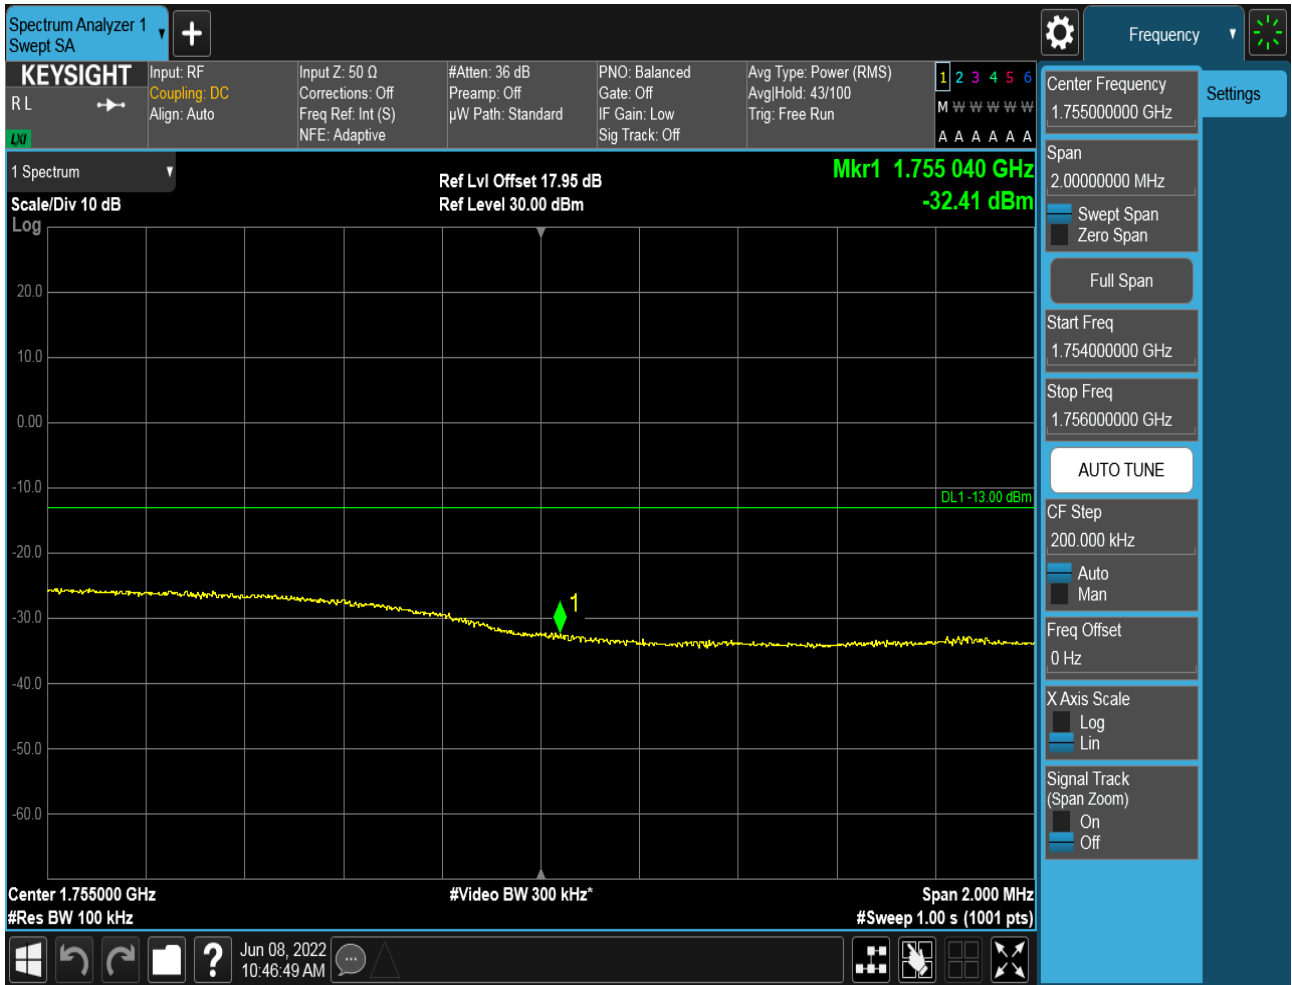 Spectrum Analyzer 1
Swept SA
Frequency
KEYSIGHT
R L
LXI
Input: RF
Coupling: DC
Align: Auto
Input Z: 50 Ω
Corrections: Off
Freq Ref: Int (S)
NFE: Adaptive
#Atten: 36 dB
Preamp: Off
µW Path: Standard
PNO: Balanced
Gate: Off
IF Gain: Low
Sig Track: Off
Avg Type: Power (RMS)
Avg|Hold: 43/100
Trig: Free Run
1 2 3 4 5 6
M W W W W W
A A A A A A
1 Spectrum
Scale/Div 10 dB
Log
Ref Lvl Offset 17.95 dB
Ref Level 30.00 dBm
Mkr1 1.755 040 GHz
-32.41 dBm
20.0
10.0
0.00
-10.0
DL1 -13.00 dBm
-20.0
1
-30.0
-40.0
-50.0
-60.0
Center 1.755000 GHz
#Video BW 300 kHz*
Span 2.000 MHz
#Res BW 100 kHz
#Sweep 1.00 s (1001 pts)
?
Jun 08, 2022
10:46:49 AM
Center Frequency
1.755000000 GHz
Settings
Span
2.00000000 MHz
Swept Span
Zero Span
Full Span
Start Freq
1.754000000 GHz
Stop Freq
1.756000000 GHz
AUTO TUNE
CF Step
200.000 kHz
Auto
Man
Freq Offset
0 Hz
X Axis Scale
Log
Lin
Signal Track
(Span Zoom)
On
Off